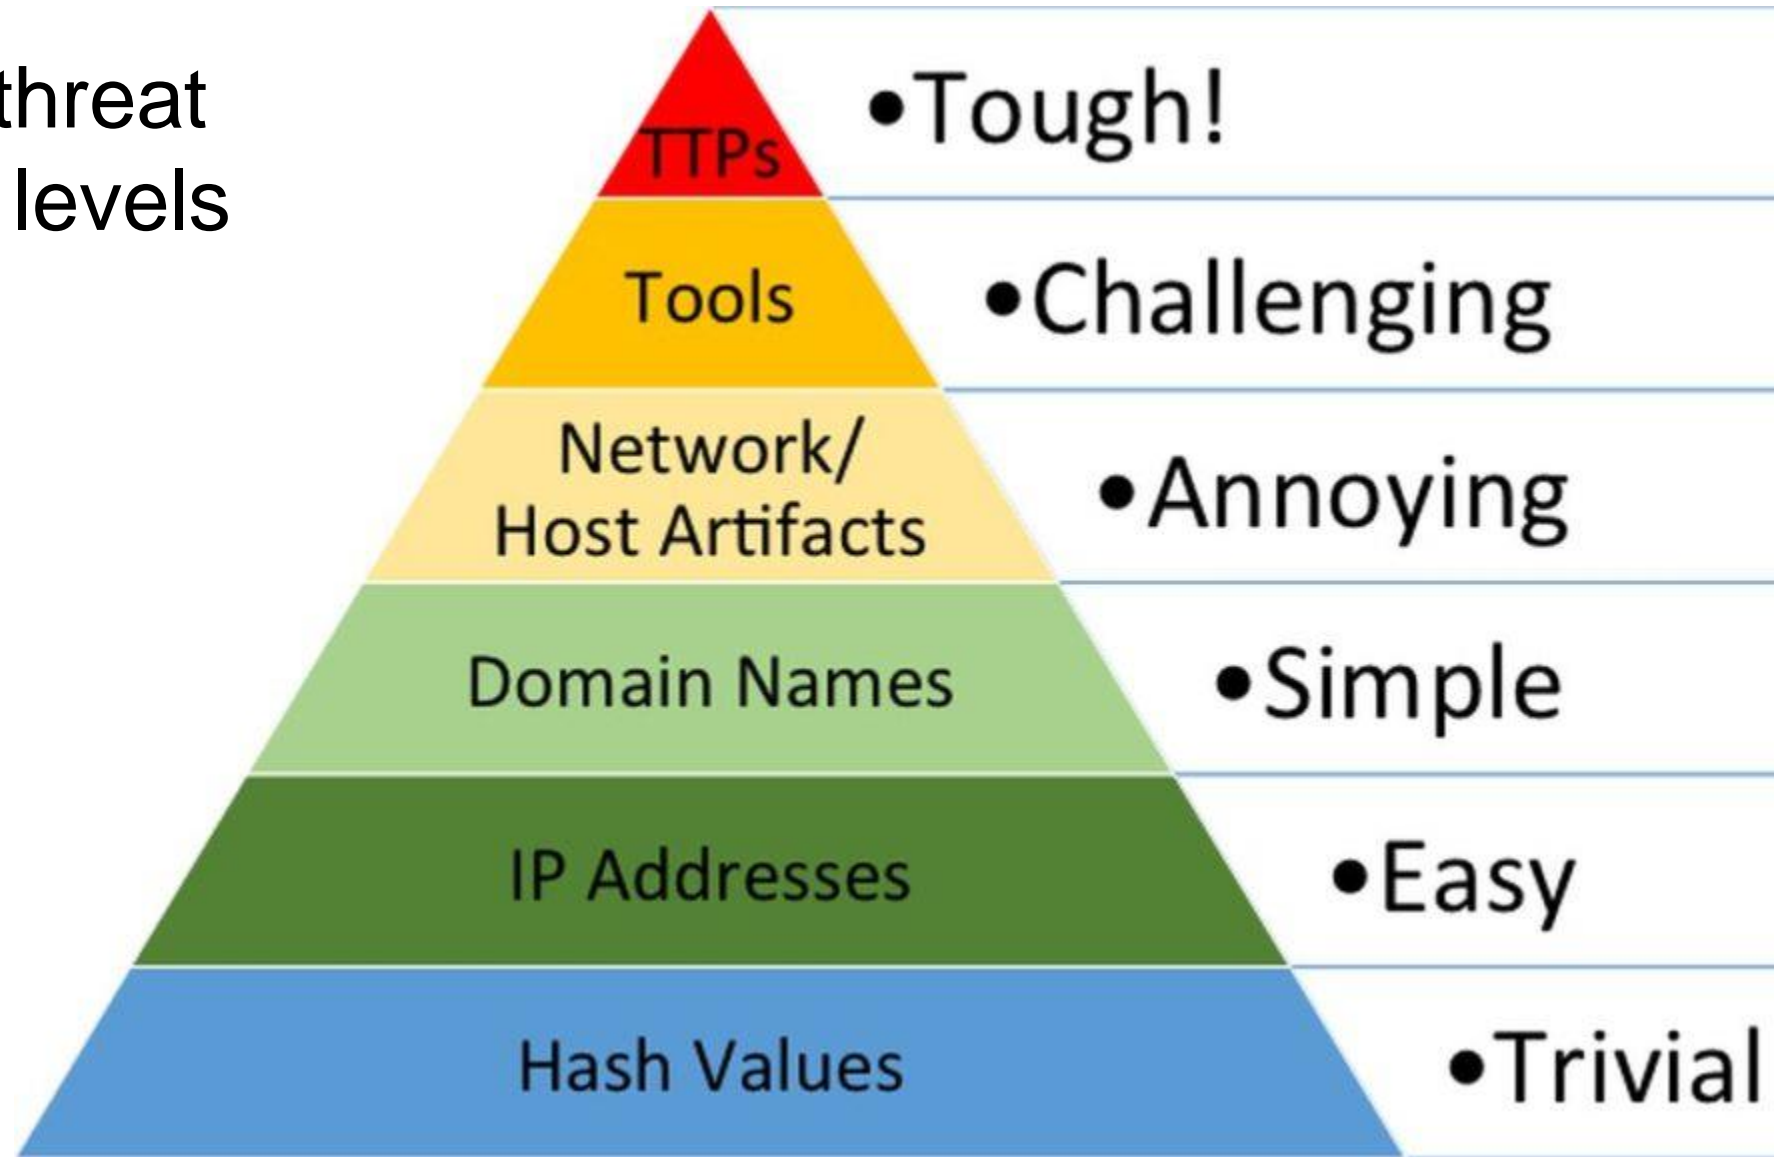 threat
levels
TTPs
•Tough!
Tools
•Challenging
Network/
Host Artifacts
•Annoying
Domain Names
•Simple
IP Addresses
•Easy
Hash Values
•Trivial